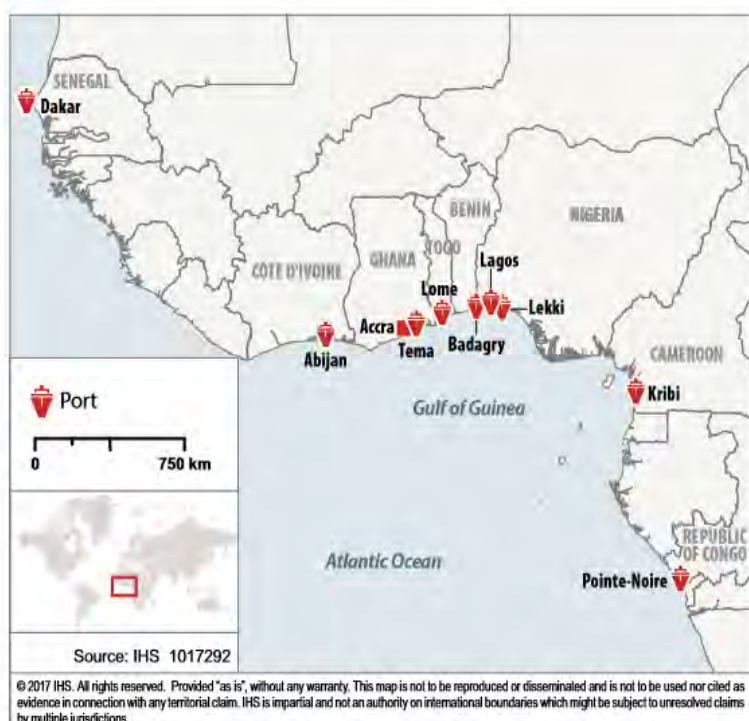 SENEGAL
Dakar
BENIN
NIGERIA
TOGO
GHANA
COTE D'IVOIRE
Lagos
Lome
Lekki
Accra
Tema
Badagry
Abijan
CAMEROON
Kribi
Port
Gulf of Guinea
0 750 km
REPUBLIC
OF CONGO
Atlantic Ocean
Pointe-Noire
Source: IHS 1017292
© 2017 IHS. All rights reserved. Provided "as is", without any warranty. This map is not to be reproduced or disseminated and is not to be used nor cited as
evidence in connection with any territorial claim. IHS is impartial and not an authority on international boundaries which might be subject to unresolved claims
by multiple jurisdictions.